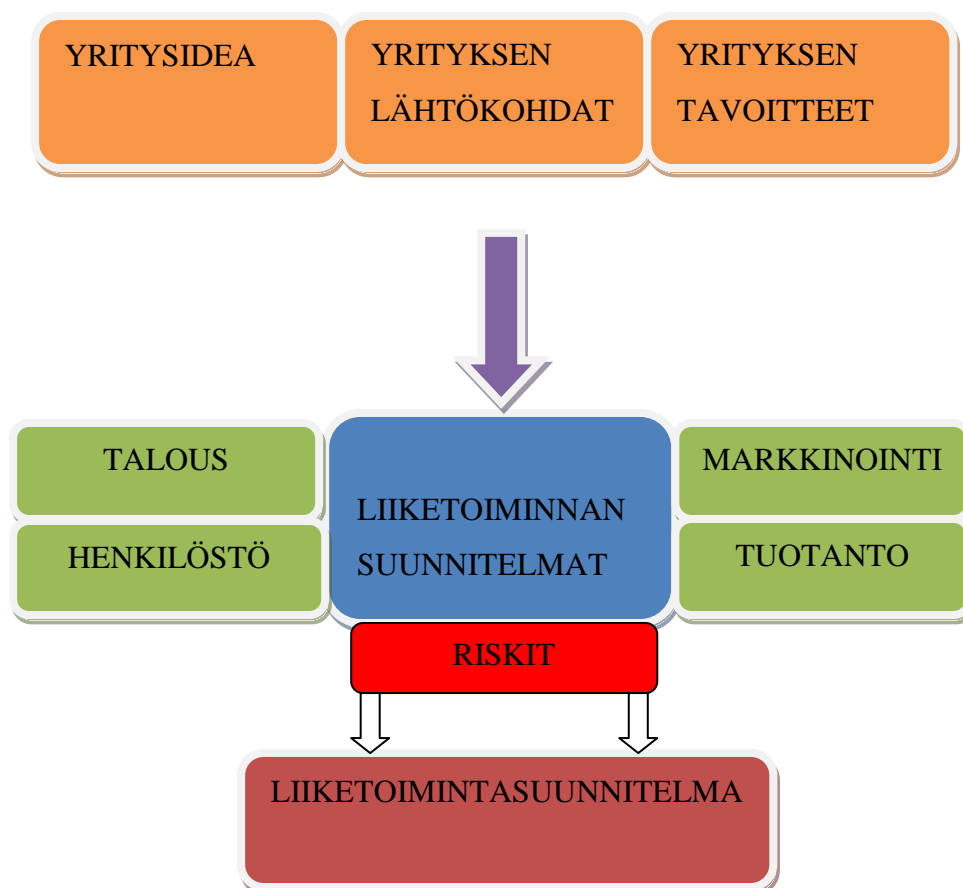 YRITYSIDEA
YRITYKSEN
LÄHTÖKOHDAT
YRITYKSEN
TAVOITTEET
TALOUS
HENKILÖSTÖ
LIIKETOIMINNAN
SUUNNITELMAT
MARKKINOINTI
TUOTANTO
RISKIT
LIIKETOIMINTASUUNNITELMA